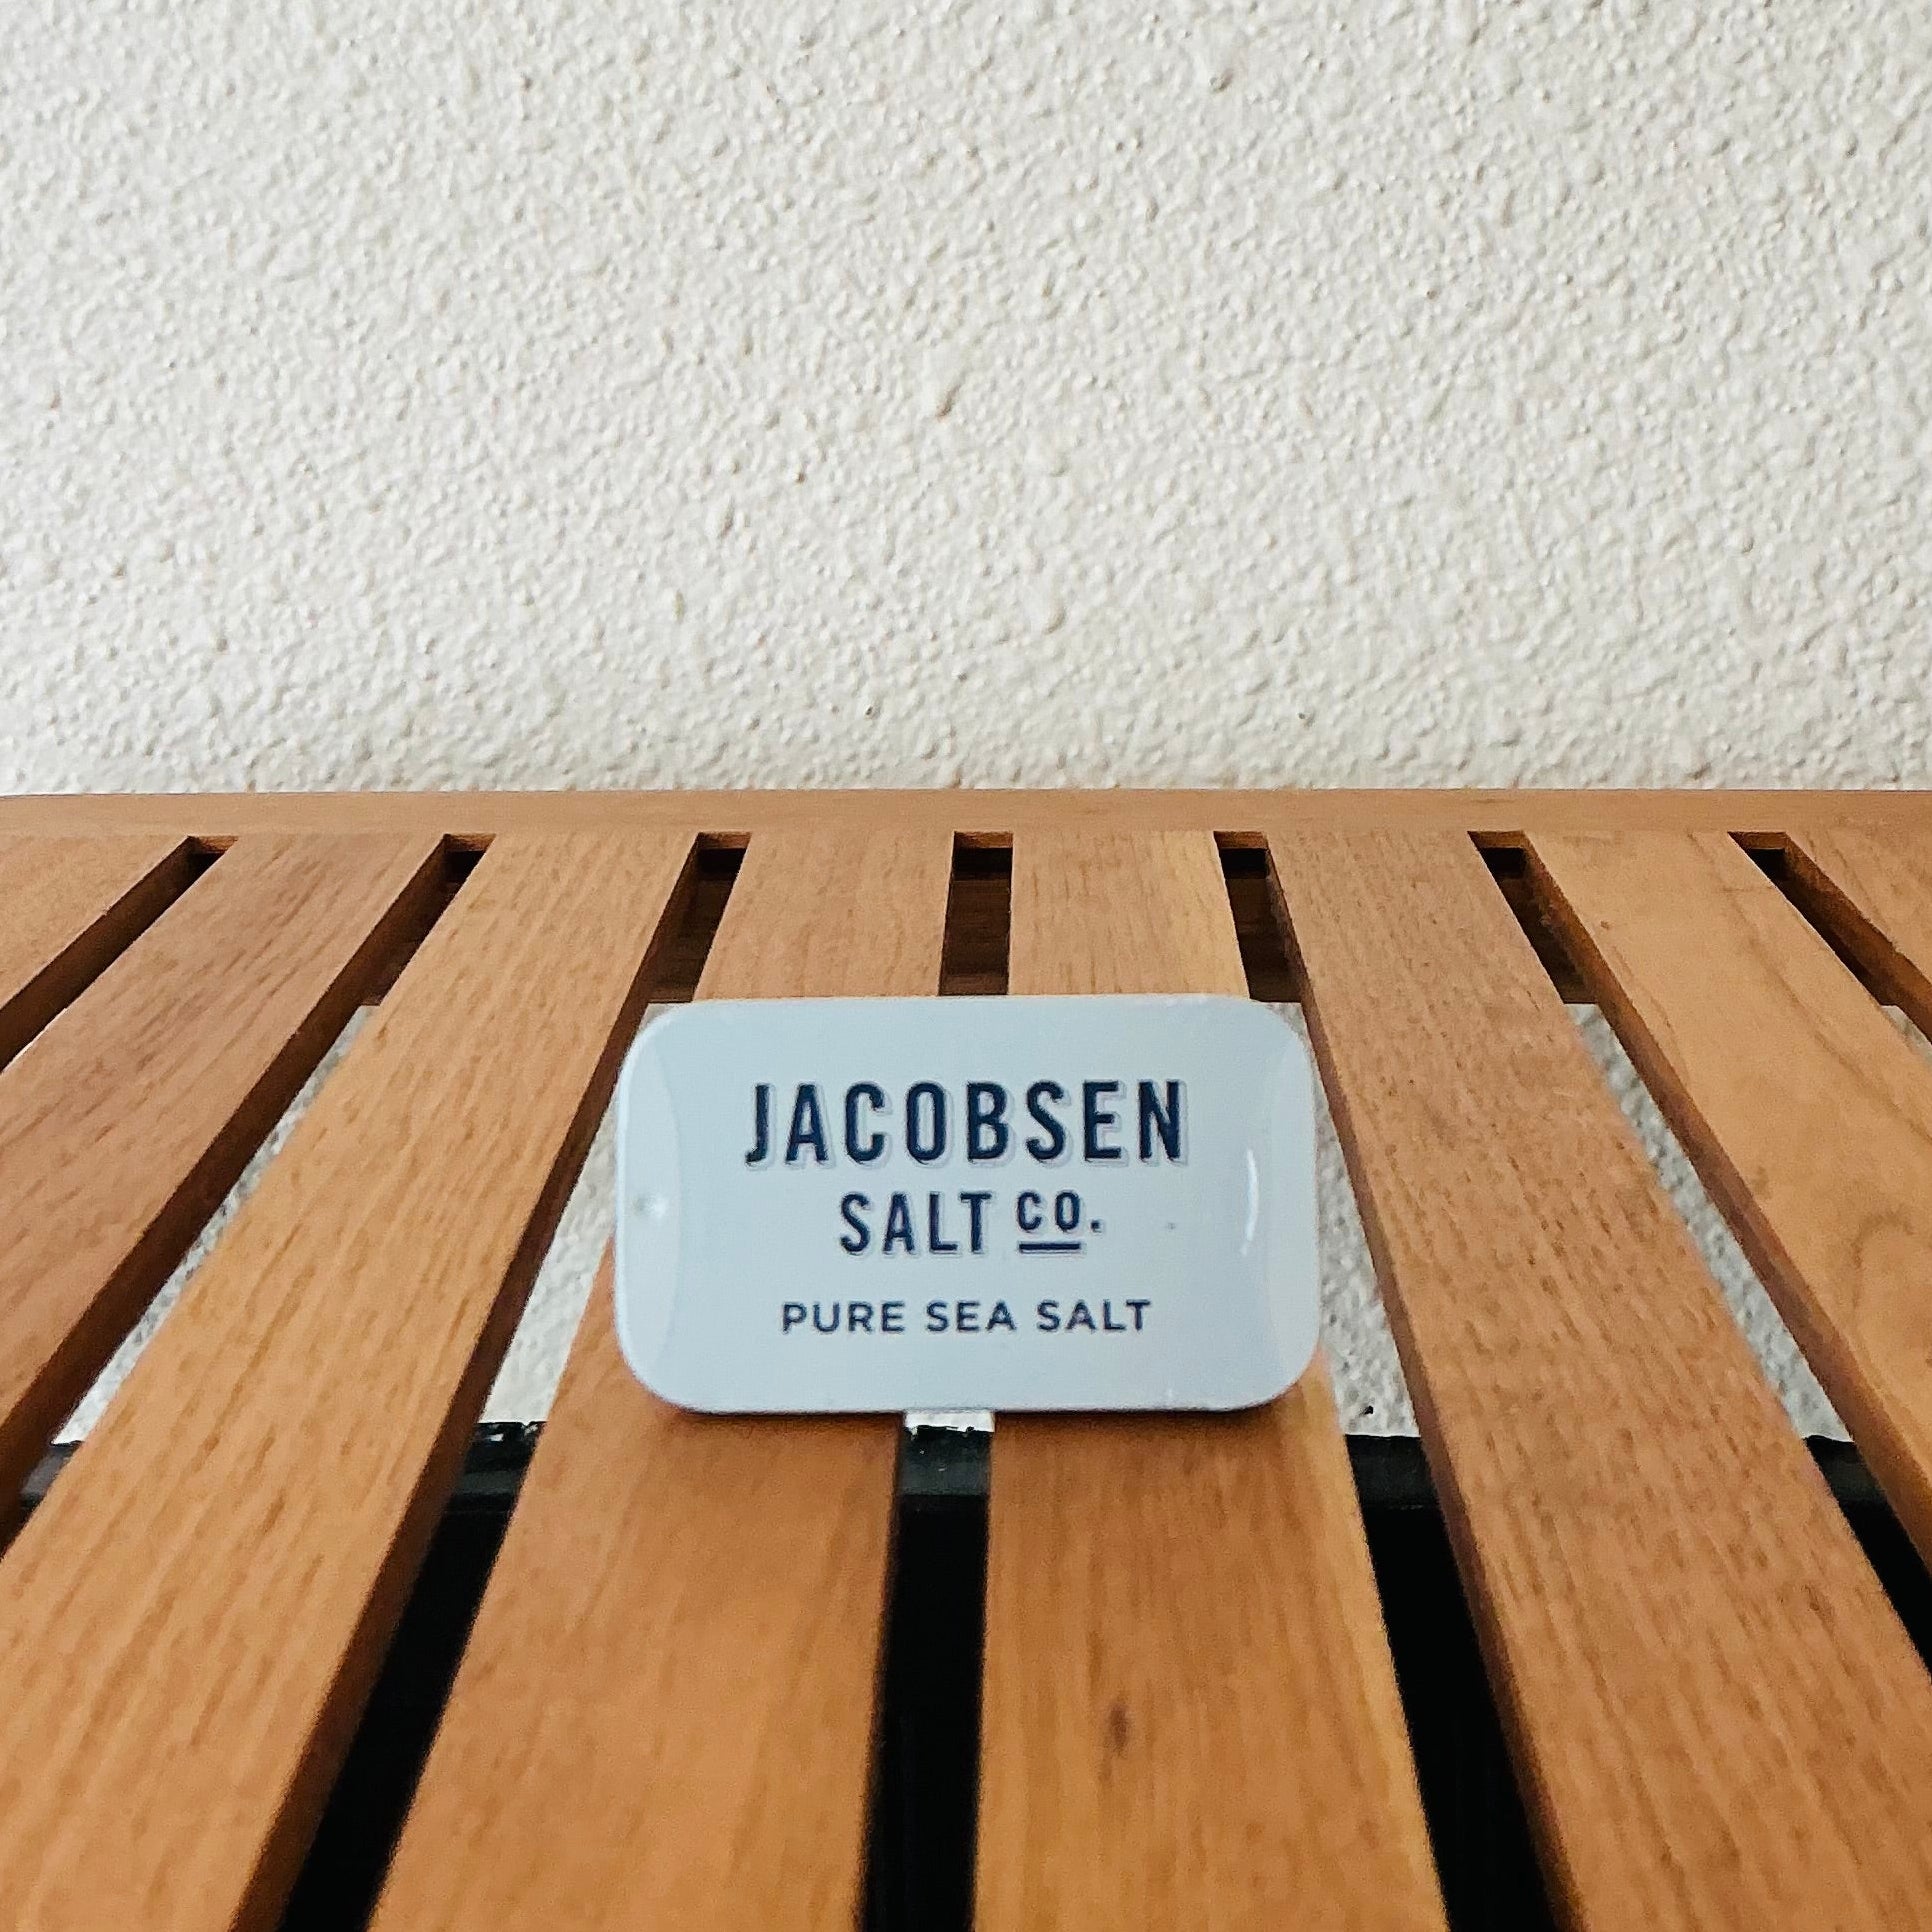 JACOBSEN
SALT CO.
PURE SEA SALT